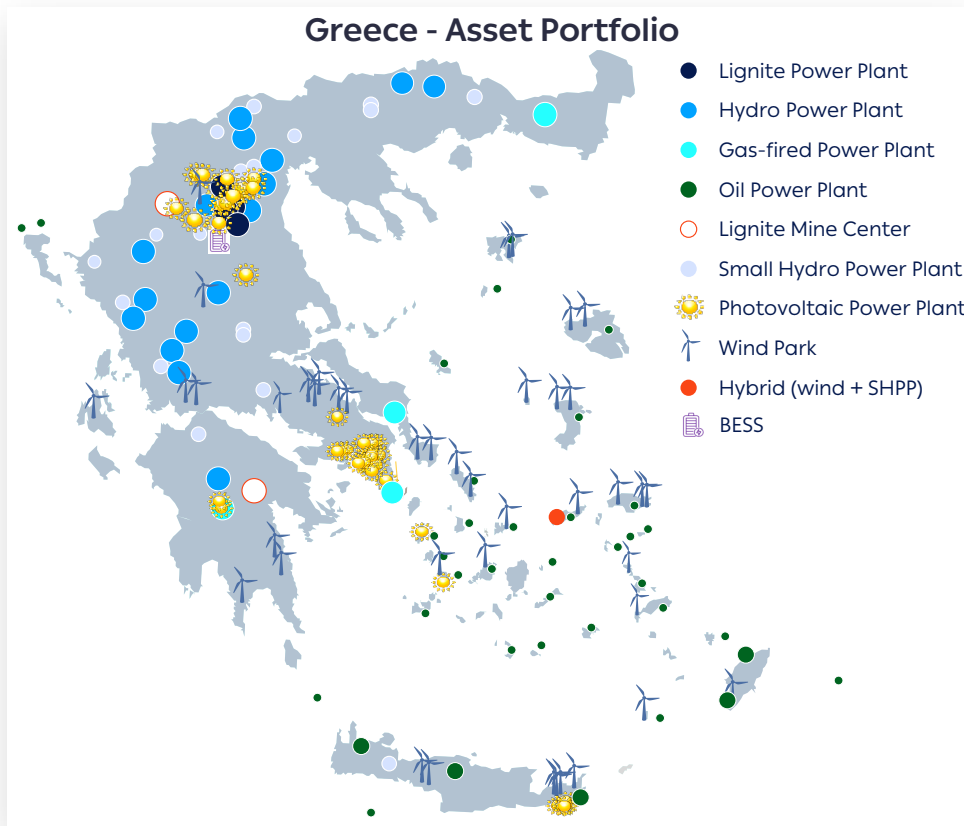 Greece - Asset Portfolio
Lignite Power Plant
Hydro Power Plant
Gas-fired Power Plant
Oil Power Plant
Lignite Mine Center
Small Hydro Power Plant
Photovoltaic Power Plant
Wind Park
Hybrid (wind + SHPP)
BESS